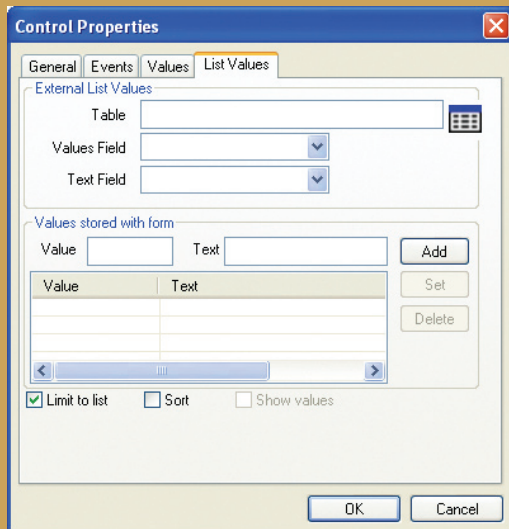 Control Properties
General Events Values List Values
External List Values
Table
Values Field
Text Field
Values stored with form
Value Text Add
Value Text Set
Delete
Limit to list Sort Show values
OK Cancel